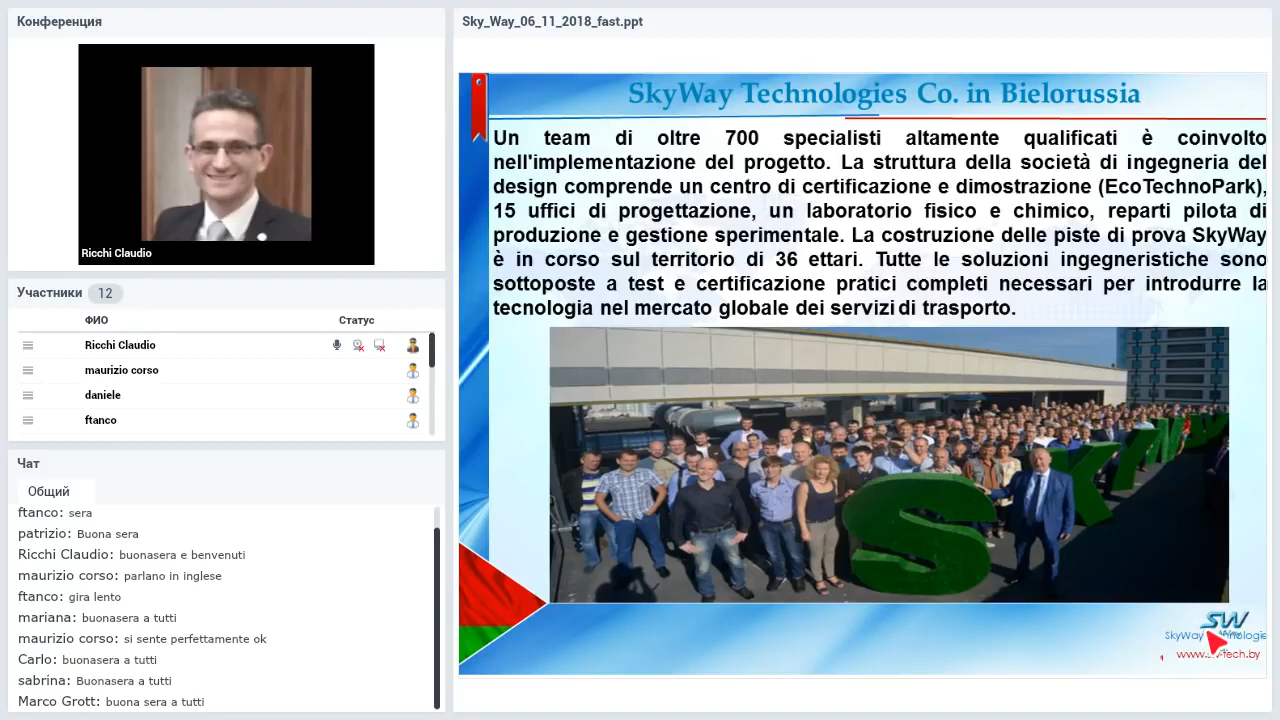 Конференция
Ricchi Claudio
Участники 12
ФИО Статус
Ricchi Claudio
maurizio corso
daniele
ftanco
Чат
Общий
ftanco: sera
patrizio: Buona sera
Ricchi Claudio: buonasera e benvenuti
maurizio corso: parlano in inglese
ftanco: gira lento
mariana: buonasera a tutti
maurizio corso: si sente perfettamente ok
Carlo: buonasera a tutti
sabrina: Buonasera a tutti
Marco Grott: buona sera a tutti
Sky_Way_06_11_2018_fast.ppt
SkyWay Technologies Co. in Bielorussia
Un team di oltre 700 specialisti altamente qualificati è coinvolto
nell'implementazione del progetto. La struttura della società di ingegneria del
design comprende un centro di certificazione e dimostrazione (EcoTechnoPark),
15 uffici di progettazione, un laboratorio fisico e chimico, reparti pilota di
produzione e gestione sperimentale. La costruzione delle piste di prova SkyWay
è in corso sul territorio di 36 ettari. Tutte le soluzioni ingegneristiche sono
sottoposte a test e certificazione pratici completi necessari per introdurre la
tecnologia nel mercato globale dei servizi di trasporto.
S K Y W
SW
SkyWay